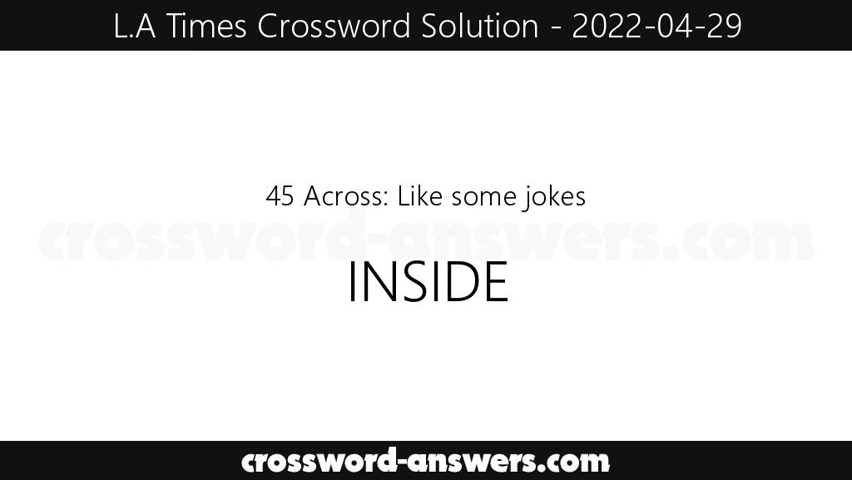 L.A Times Crossword Solution - 2022-04-29
45 Across: Like some jokes
crossword-answers.com
INSIDE
crossword-answers.com